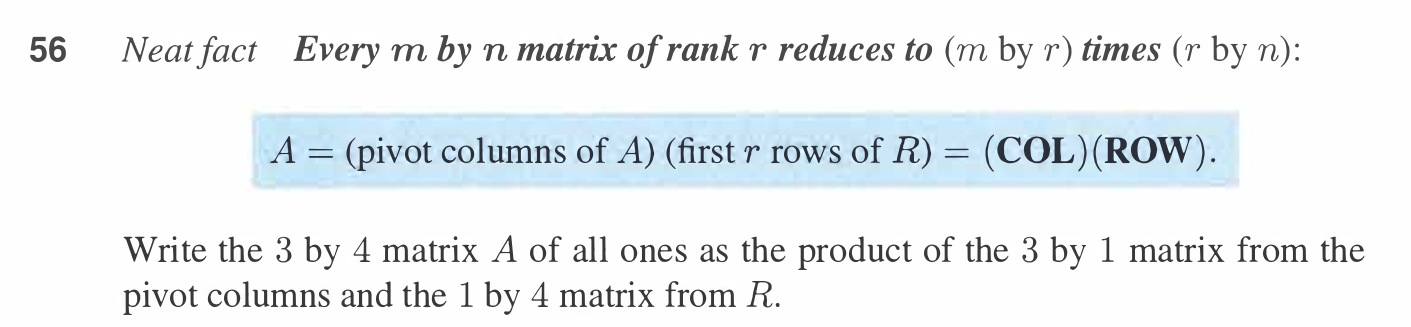 56 Neat fact Every m by n matrix of rank r reduces to (m by r) times (r by n):
A = (pivot columns of A) (first r rows of R) = (COL)(ROW).
Write the 3 by 4 matrix A of all ones as the product of the 3 by 1 matrix from the
pivot columns and the 1 by 4 matrix from R.